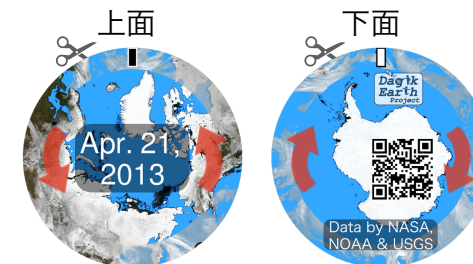 上面
下面
Apr. 21,
2013
Dagik
Earth
Project
Data by NASA,
NOAA & USGS